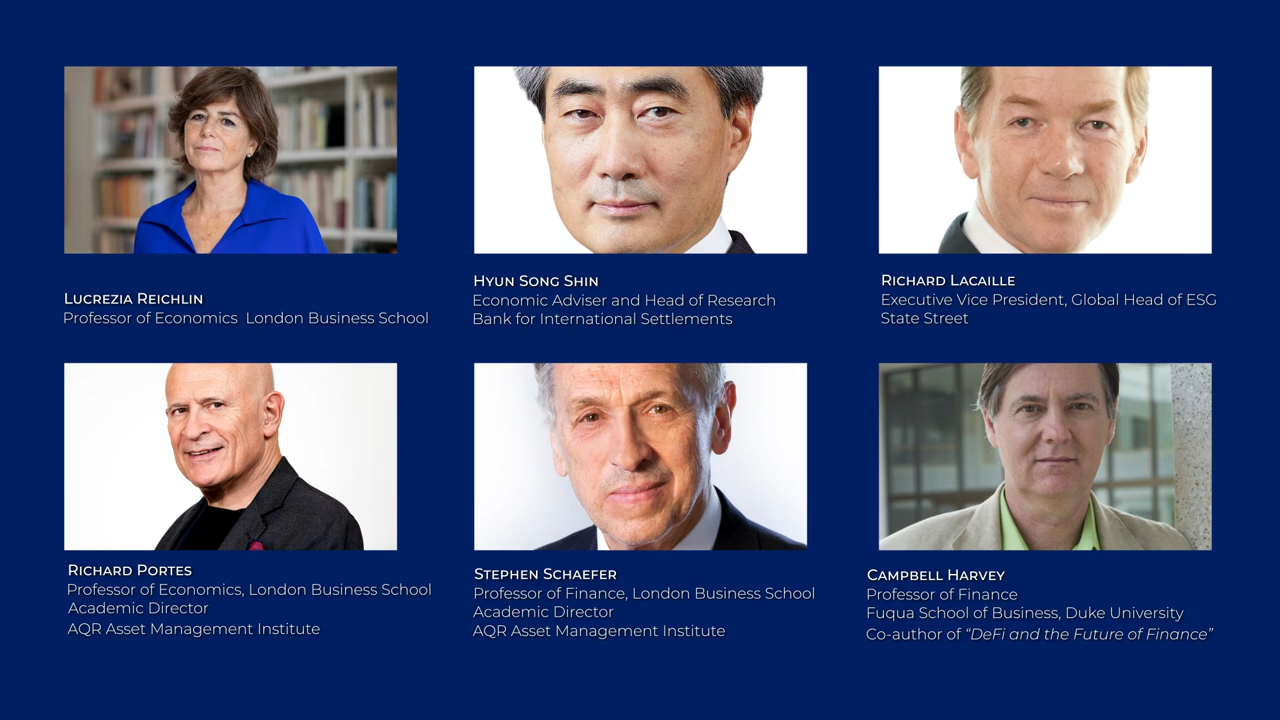 Lucrezia Reichlin
Professor of Economics  London Business School
Hyun Song Shin
Economic Adviser and Head of Research
Bank for International Settlements
Richard Lacaille
Executive Vice President, Global Head of ESG
State Street
Richard Portes
Professor of Economics, London Business School
Academic Director
AQR Asset Management Institute
Stephen Schaefer
Professor of Finance, London Business School
Academic Director
AQR Asset Management Institute
Campbell Harvey
Professor of Finance
Fuqua School of Business, Duke University
Co-author of “DeFi and the Future of Finance”